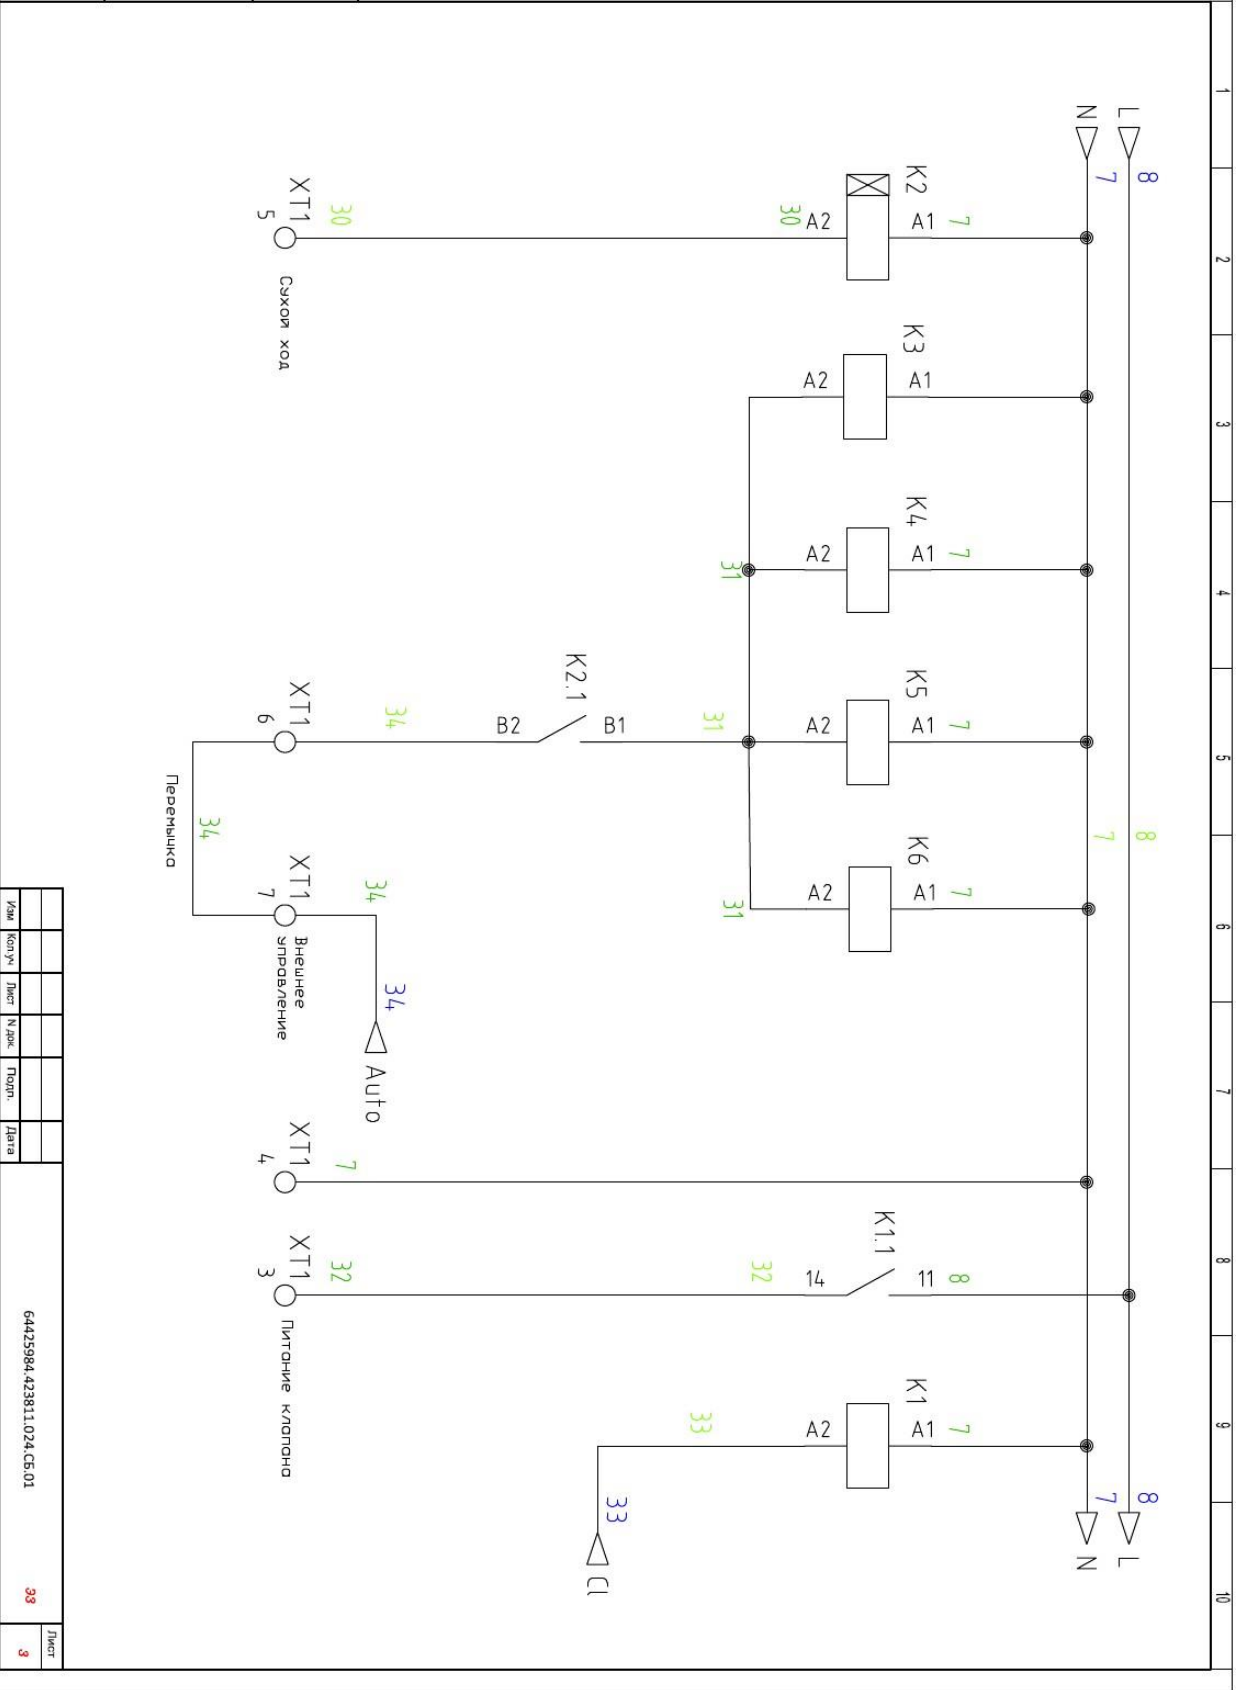 1 2 3 4 5 6 7 8 9 10
L 8 8 8 L
N 7 7 7 N
K2 A1 7
A2 30
K3 A1
A2
K4 A1 7
A2 31
K5 A1 7
A2 31
K6 A1 7
A2 31
K2.1 B1
B2 34
K1.1 11 8
14 32
K1 A1 7
A2 33
33 Cl
34 Auto
30
XT1
5
Сухой ход
XT1
6
34
Перемычка
34
XT1
7
Внешнее
управление
7
XT1
4
32
XT1
3
Питание клапана
Изм Кол.уч Лист N док. Подп. Дата
64425984.423811.024.СБ.01
ЭЗ
Лист
3